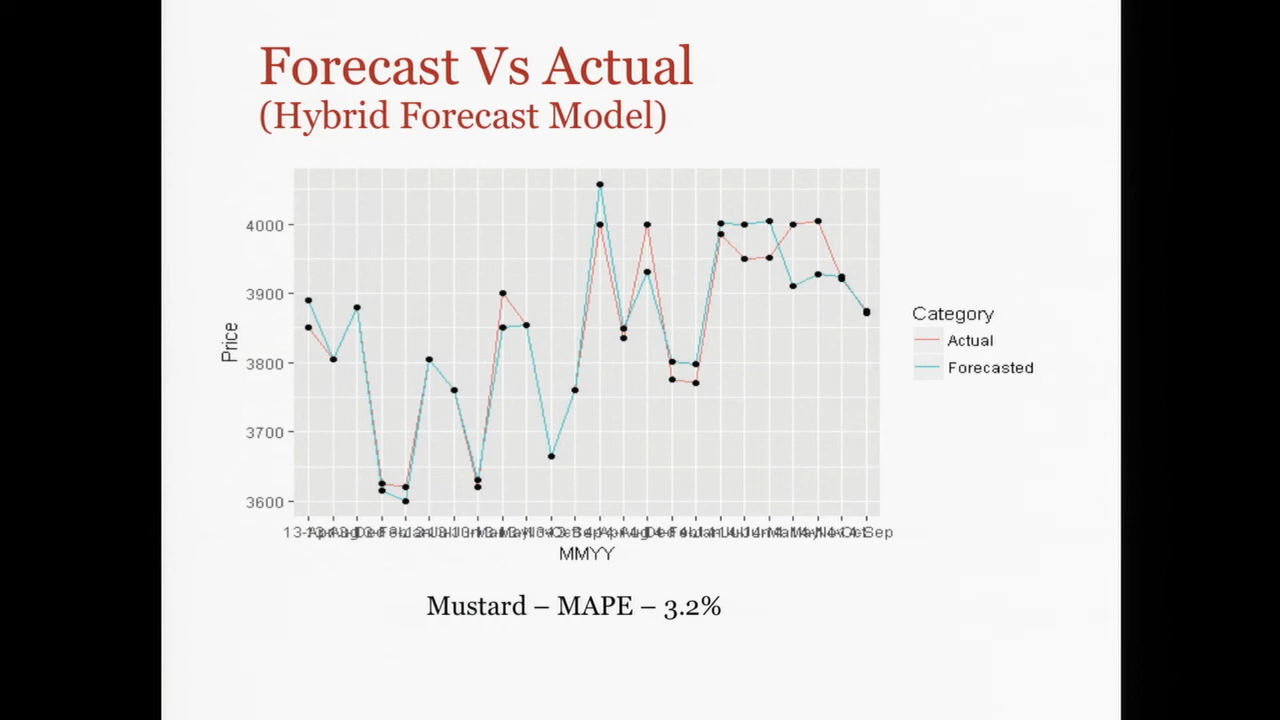 Forecast Vs Actual
(Hybrid Forecast Model)
4000
3900
3800
3700
3600
Price
MMYY
Category
Actual
Forecasted
Mustard – MAPE – 3.2%